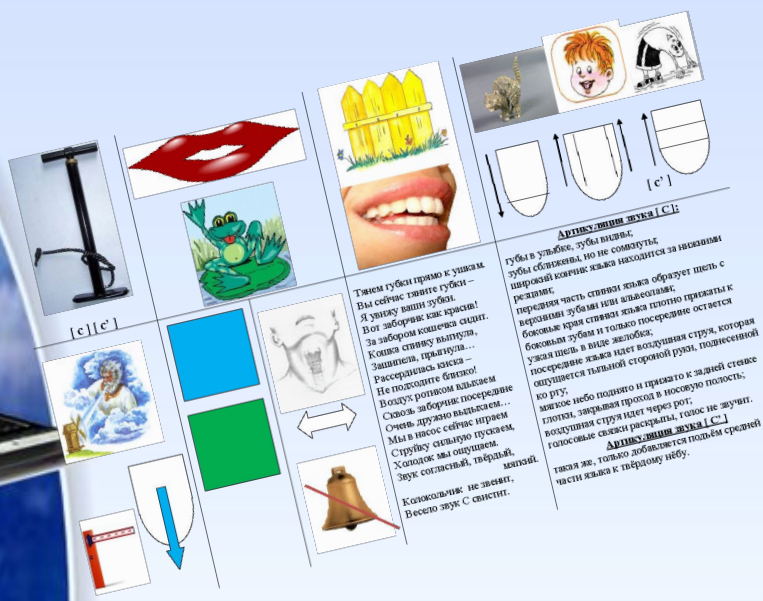 [ с ] [ с’ ]
[ с’ ]
Тянем губки прямо к ушкам.
Вы сейчас тяните губки –
Я увижу ваши зубки.
Вот заборчик как красив!
За забором кошечка сидит.
Кошка спинку выгнула,
Зашипела, прыгнула…
Рассердилась киска –
Не подходите близко!
Воздух ротиком вдыхаем
Сквозь заборчик посередине
Очень дружно выдыхаем…
Мы в насос сейчас играем
Струйку сильную пускаем,
Холодок мы ощущаем.
Звук согласный, твёрдый,
мягкий.
Колокольчик не звенит,
Весело звук С свистит.
Артикуляция звука [ С ]:
губы в улыбке, зубы видны;
зубы сближены, но не сомкнуты;
широкий кончик языка находится за нижними
резцами;
передняя часть спинки языка образует щель с
верхними зубами или альвеолами;
боковые края спинки языка плотно прижаты к
боковым зубам и только посередине остается
узкая щель в виде желобка;
посередине языка идет воздушная струя, которая
ощущается тыльной стороной руки, поднесенной
ко рту;
мягкое небо поднято и прижато к задней стенке
глотки, закрывая проход в носовую полость;
воздушная струя идет через рот;
голосовые связки раскрыты, голос не звучит.
Артикуляция звука [ С’ ]
такая же, только добавляется подъём средней
части языка к твёрдому нёбу.